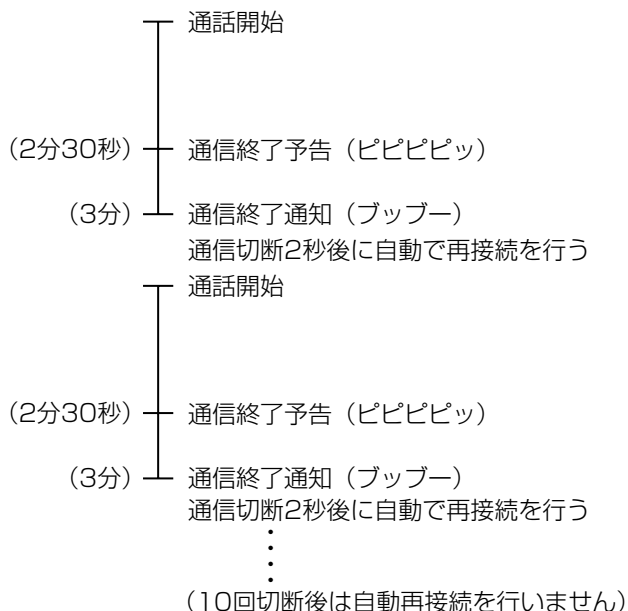 通話開始
（2分30秒） 通信終了予告（ピピピピッ）
（3分） 通信終了通知（ブッブー）
通信切断2秒後に自動で再接続を行う
通話開始
（2分30秒） 通信終了予告（ピピピピッ）
（3分） 通信終了通知（ブッブー）
通信切断2秒後に自動で再接続を行う
（10回切断後は自動再接続を行いません）